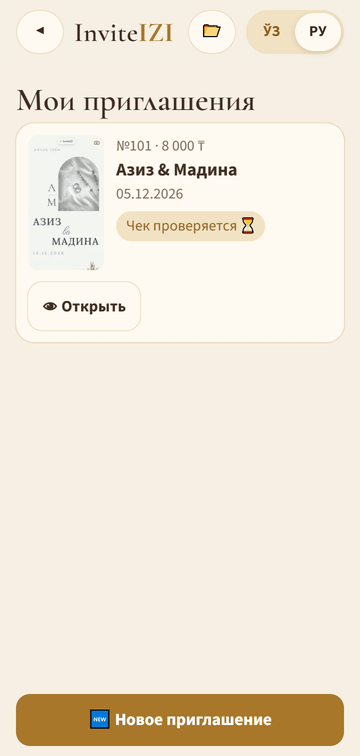 InviteIZI
ЎЗ
РУ
Мои приглашения
№101 · 8 000 ₸
Азиз & Мадина
05.12.2026
Чек проверяется ⏳
А
М
АЗИЗ
МАДИНА
👁 Открыть
🆕 Новое приглашение